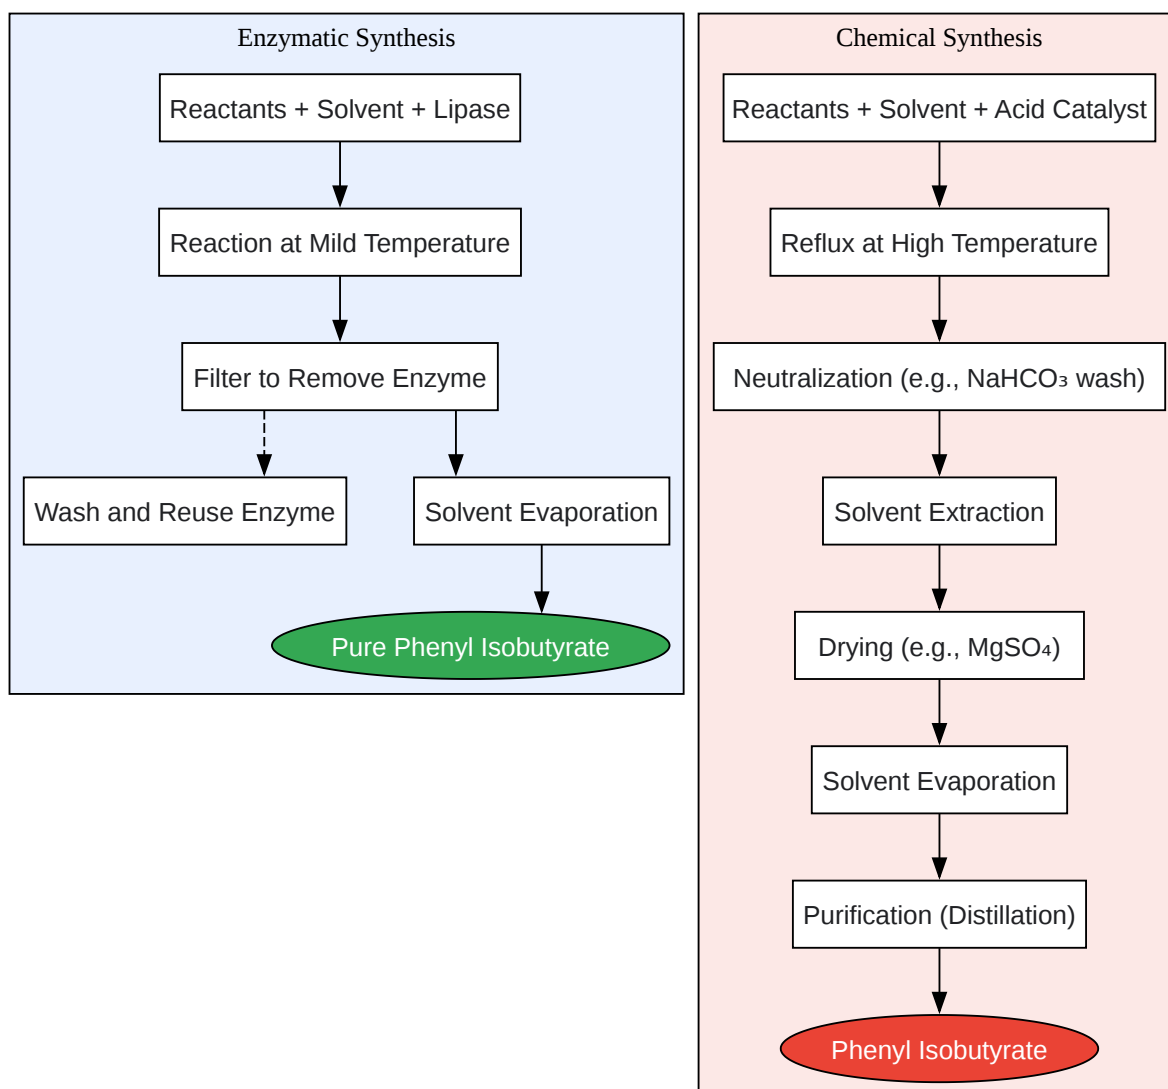 Enzymatic Synthesis
Reactants + Solvent + Lipase
Reaction at Mild Temperature
Filter to Remove Enzyme
Wash and Reuse Enzyme
Solvent Evaporation
Pure Phenyl Isobutyrate
Chemical Synthesis
Reactants + Solvent + Acid Catalyst
Reflux at High Temperature
Neutralization (e.g., NaHCO₃ wash)
Solvent Extraction
Drying (e.g., MgSO₄)
Solvent Evaporation
Purification (Distillation)
Phenyl Isobutyrate